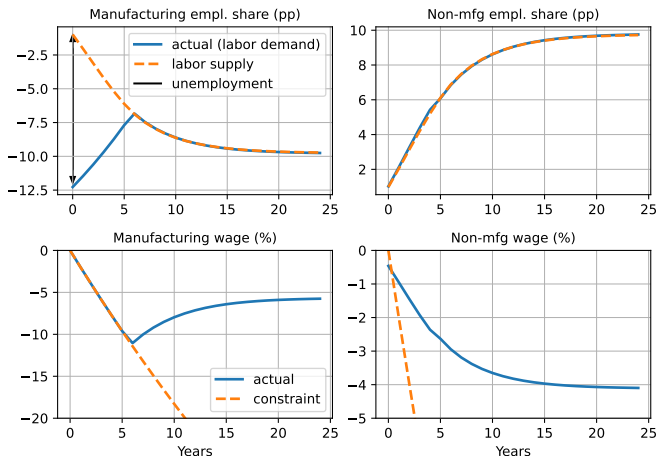 Manufacturing empl. share (pp)
Non-mfg empl. share (pp)
actual (labor demand)
labor supply
unemployment
−2.5
−5.0
−7.5
−10.0
−12.5
0 5 10 15 20 25
10
8
6
4
2
0 5 10 15 20 25
Manufacturing wage (%)
Non-mfg wage (%)
0
−5
−10
−15
−20
actual
constraint
0 5 10 15 20 25
Years
0
−1
−2
−3
−4
−5
0 5 10 15 20 25
Years